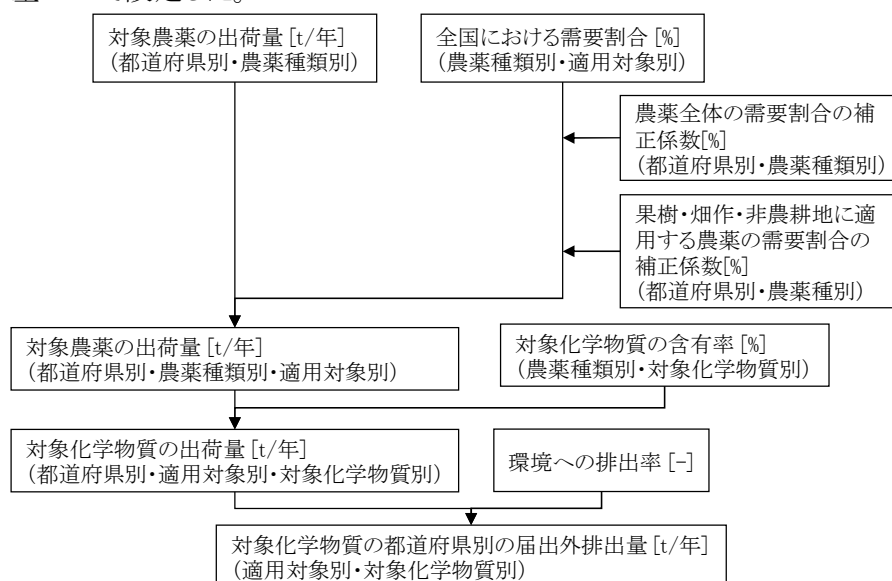 対象農薬の出荷量[t/年]
(都道府県別・農薬種類別)
全国における需要割合[%]
(農薬種類別・適用対象別)
農薬全体の需要割合の補
正係数[%]
(都道府県別・農薬種類別)
果樹・畑作・非農耕地に適
用する農薬の需要割合の
補正係数[%]
(都道府県別・農薬種別)
対象農薬の出荷量[t/年]
(都道府県別・農薬種類別・適用対象別)
対象化学物質の含有率[%]
(農薬種類別・対象化学物質別)
対象化学物質の出荷量[t/年]
(都道府県別・適用対象別・対象化学物質別)
環境への排出率[-]
対象化学物質の都道府県別の届出外排出量[t/年]
(適用対象別・対象化学物質別)